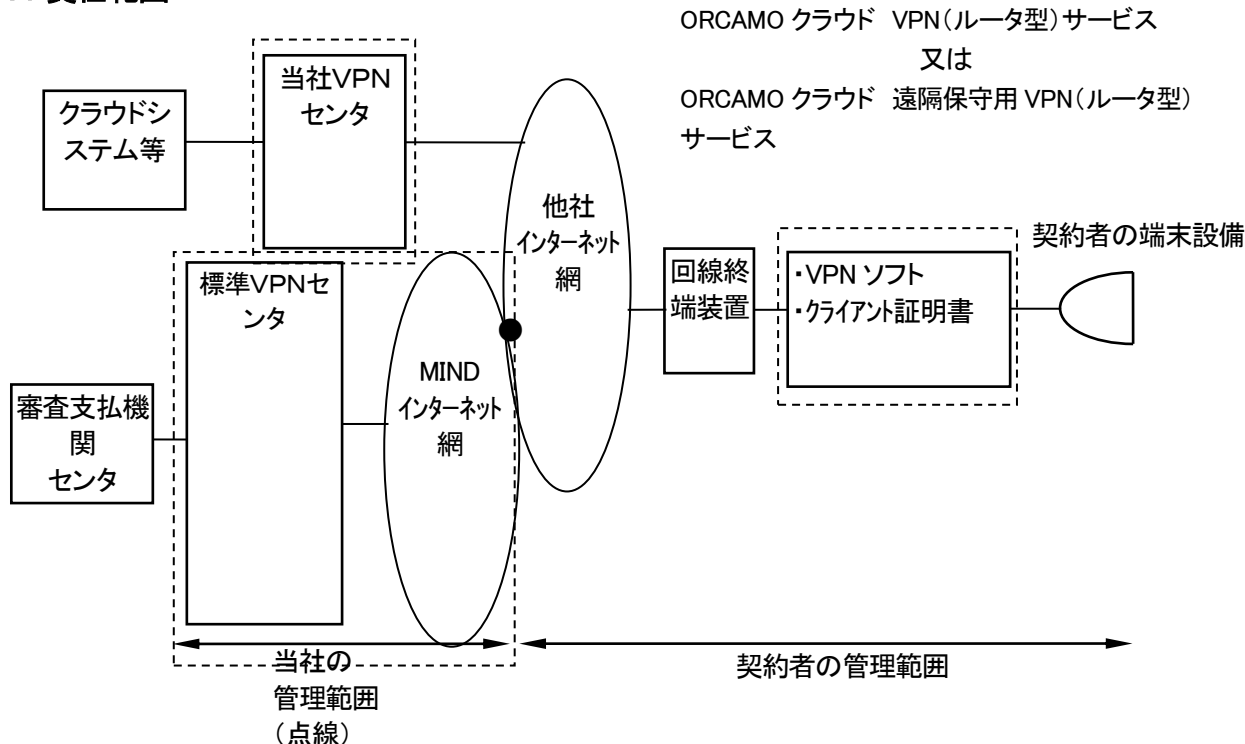 責任範囲
ORCAMO クラウド VPN(ルータ型)サービス
又は
ORCAMO クラウド 遠隔保守用 VPN(ルータ型)
サービス
当社VPN
センタ
クラウドシ
ステム等
他社
インターネット
網
契約者の端末設備
回線終
端装置
・VPN ソフト
・クライアント証明書
標準VPNセ
ンタ
MIND
インターネット
網
審査支払機
関
センタ
当社の
管理範囲
(点線)
契約者の管理範囲